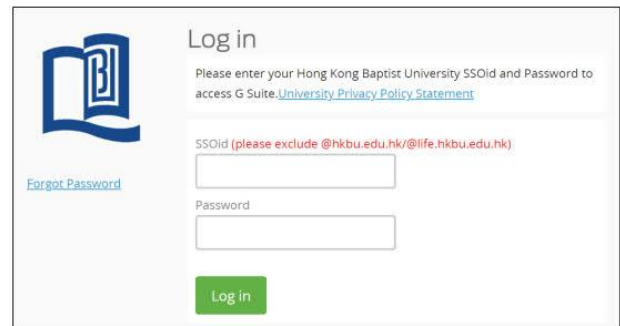 Log in
Please enter your Hong Kong Baptist University SSOid and Password to
access G Suite.University Privacy Policy Statement
SSOid (please exclude @hkbu.edu.hk/@life.hkbu.edu.hk)
Forgot Password
Password
Log in